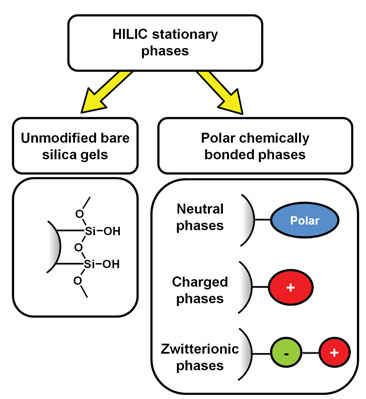 HILIC stationary
phases
Unmodified bare
silica gels
Polar chemically
bonded phases
O
Si-OH
O
Si-OH
O
Neutral
phases
Polar
Charged
phases
+
Zwitterionic
phases
- +